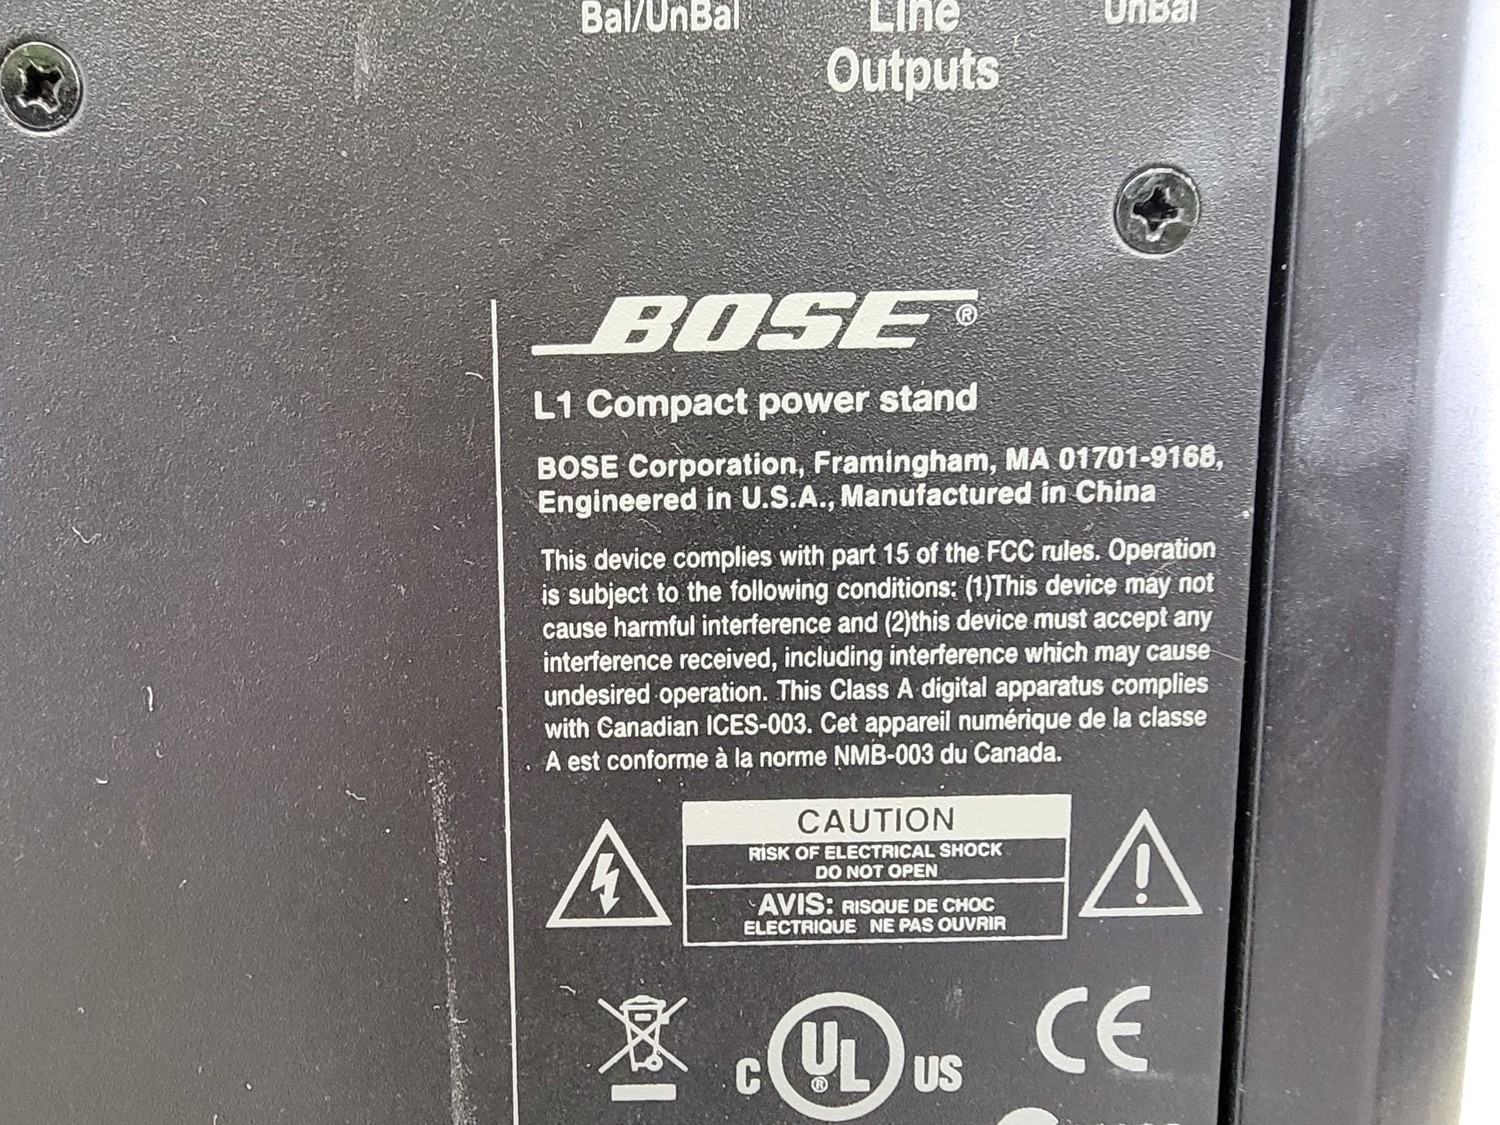 Bal/UnBal
Line
UnBal
Outputs
BOSE®
L1 Compact power stand
BOSE Corporation, Framingham, MA 01701-9168,
Engineered in U.S.A., Manufactured in China
This device complies with part 15 of the FCC rules. Operation
is subject to the following conditions: (1)This device may not
cause harmful interference and (2)this device must accept any
interference received, including interference which may cause
undesired operation. This Class A digital apparatus complies
with Canadian ICES-003. Cet appareil numérique de la classe
A est conforme à la norme NMB-003 du Canada.
CAUTION
RISK OF ELECTRICAL SHOCK
DO NOT OPEN
AVIS: RISQUE DE CHOC
ELECTRIQUE NE PAS OUVRIR
C UL® US
CE